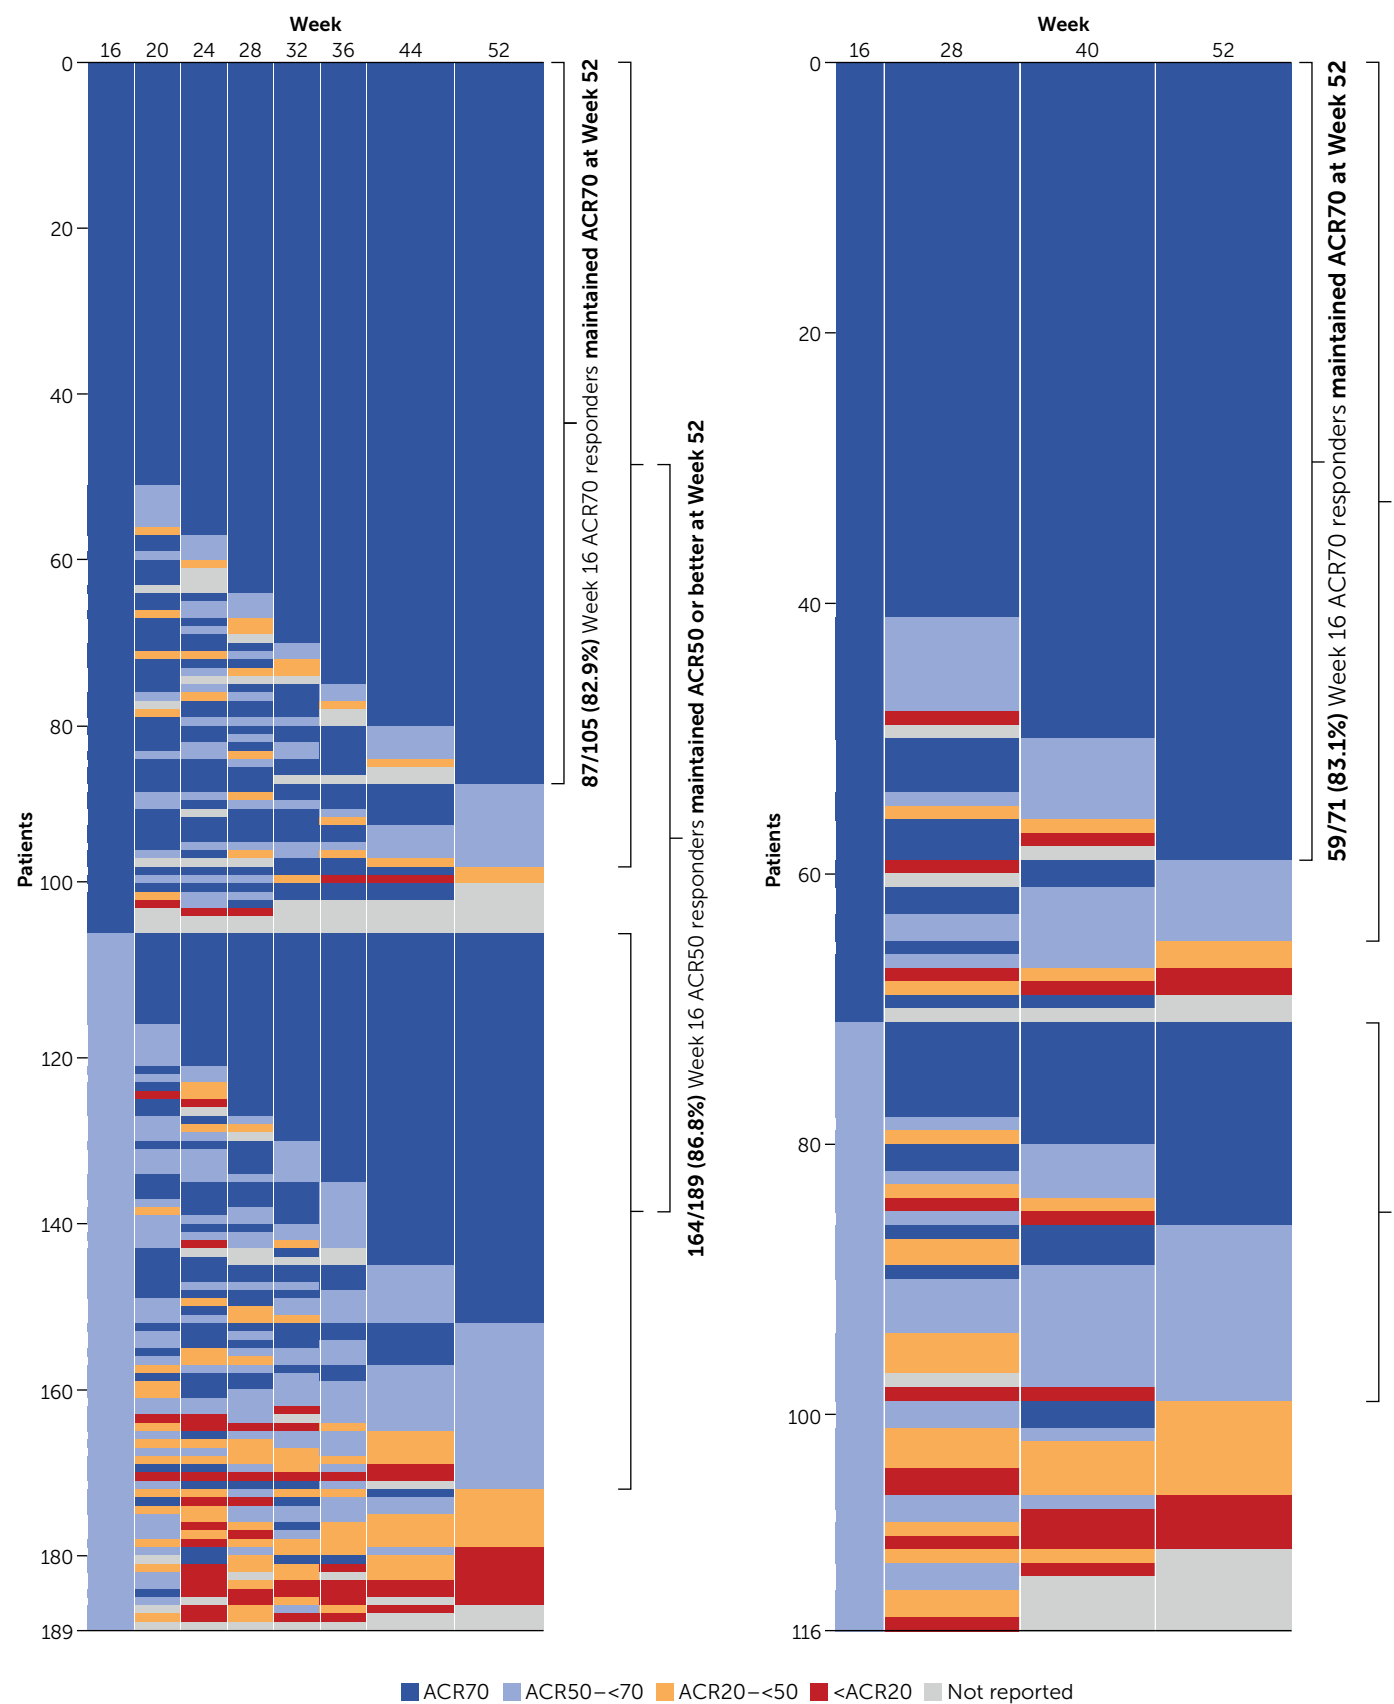 Week
16 20 24 28 32 36 44 52
0
20
40
60
80
100
120
140
160
180
189
Patients
87/105 (82.9%) Week 16 ACR70 responders maintained ACR70 at Week 52
164/189 (86.8%) Week 16 ACR50 responders maintained ACR50 or better at Week 52
Week
16 28 40 52
0
20
40
60
80
100
116
Patients
59/71 (83.1%) Week 16 ACR70 responders maintained ACR70 at Week 52
ACR70 ACR50–<70 ACR20–<50 <ACR20 Not reported